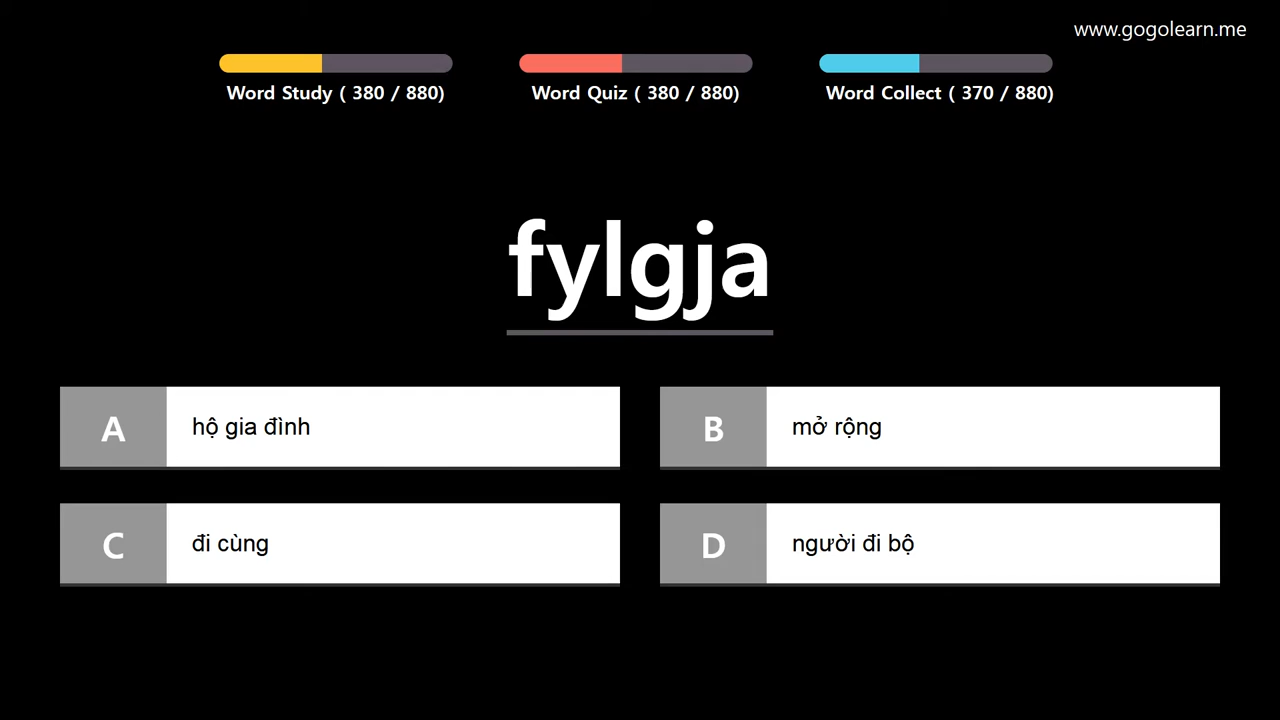 www.gogolearn.me
Word Study ( 380 / 880)
Word Quiz ( 380 / 880)
Word Collect ( 370 / 880)
fylgja
A hộ gia đình
B mở rộng
C đi cùng
D người đi bộ